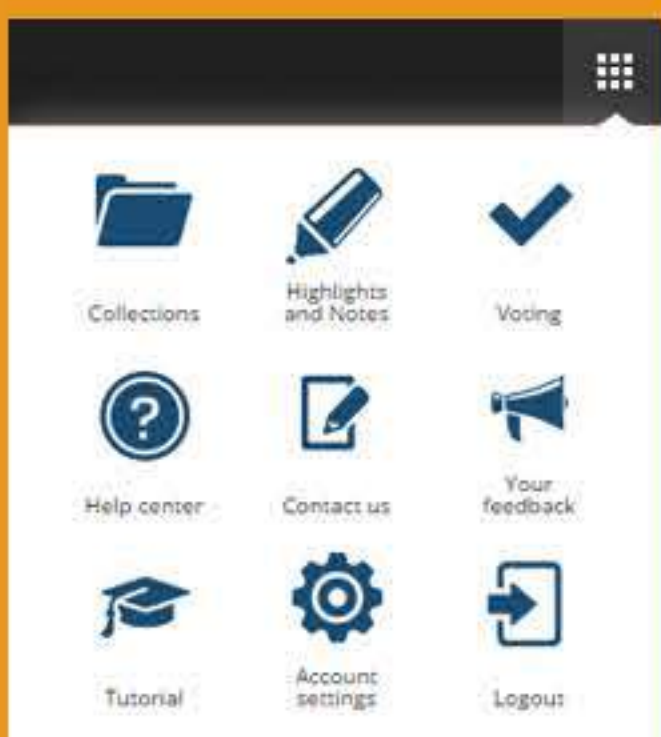 Collections
Highlights
and Notes
Voting
Help center
Contact us
Your
feedback
Tutorial
Account
settings
Logout